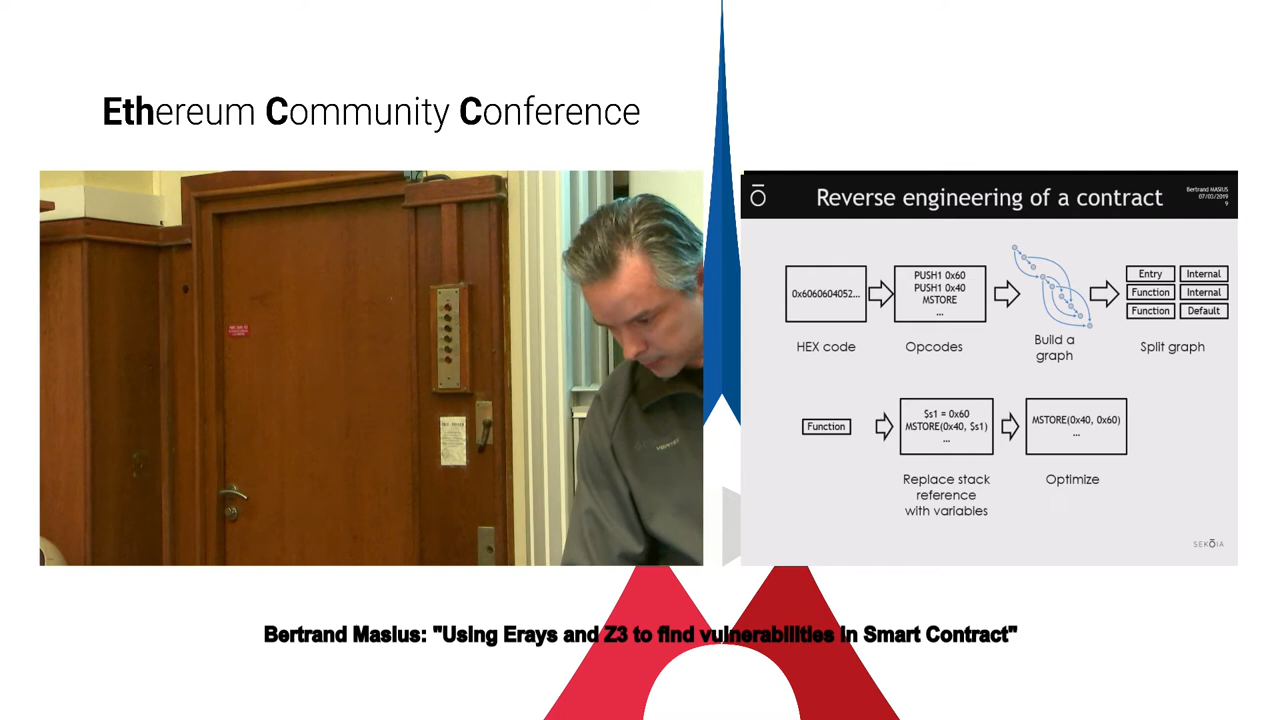 Ethereum Community Conference
Reverse engineering of a contract
Bertrand MASIUS
07/03/2019
9
0x6060604052...
PUSH1 0x60
PUSH1 0x40
MSTORE
...
Entry
Function
Function
Internal
Internal
Default
HEX code
Opcodes
Build a
graph
Split graph
Function
$s1 = 0x60
MSTORE(0x40, $s1)
...
MSTORE(0x40, 0x60)
...
Replace stack
reference
with variables
Optimize
SEKOIA
Bertrand Masius: "Using Erays and Z3 to find vulnerabilities in Smart Contract"